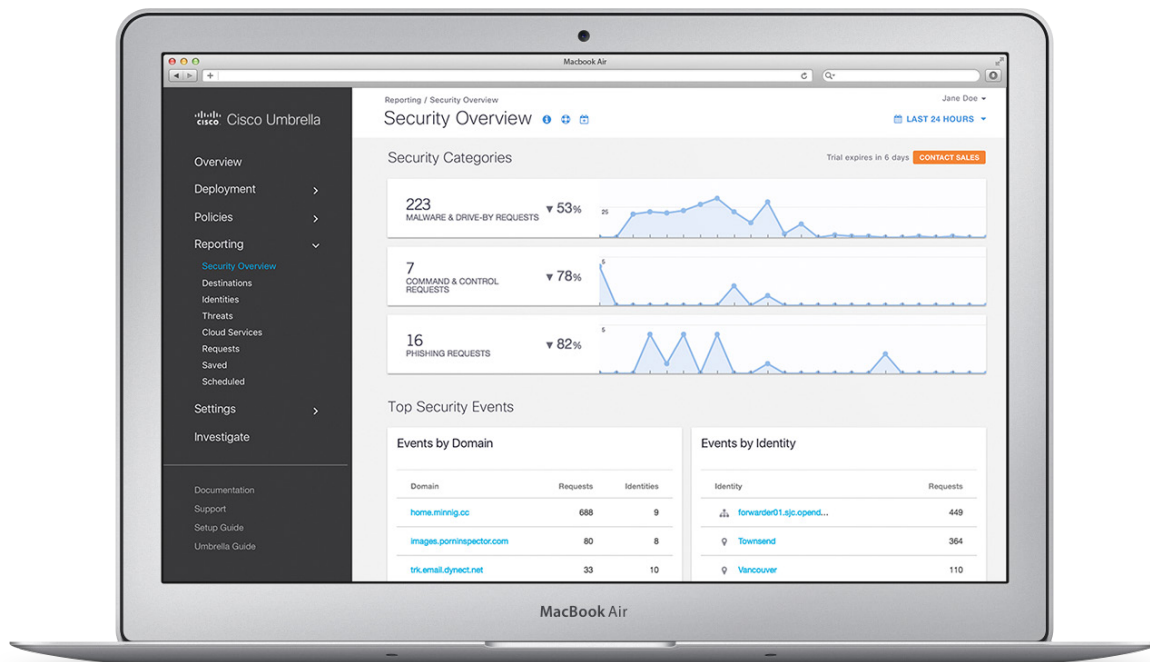 Macbook Air
cisco Cisco Umbrella
Overview
Deployment
Policies
Reporting
Security Overview
Destinations
Identities
Threats
Cloud Services
Requests
Saved
Scheduled
Settings
Investigate
Documentation
Support
Setup Guide
Umbrella Guide
Reporting / Security Overview
Jane Doe
Security Overview
LAST 24 HOURS
Security Categories
Trial expires in 6 days CONTACT SALES
223
MALWARE & DRIVE-BY REQUESTS
53%
25
7
COMMAND & CONTROL
REQUESTS
78%
5
16
PHISHING REQUESTS
82%
5
Top Security Events
Events by Domain
Domain Requests Identities
home.minnig.cc 688 9
images.porninspector.com 80 8
trk.email.dynect.net 33 10
Events by Identity
Identity Requests
forwarder01.sjc.opend... 449
Townsend 364
Vancouver 110
MacBook Air